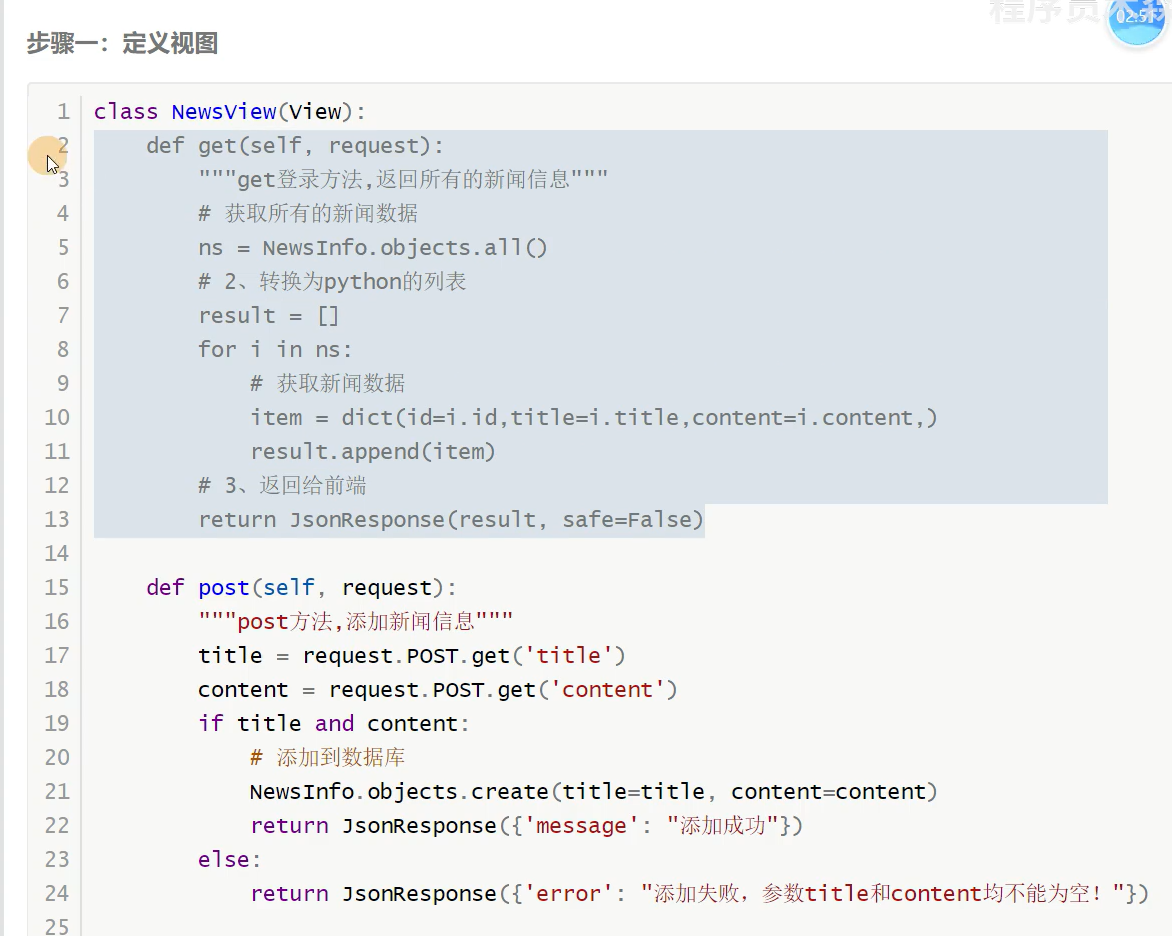 程序员
02:51
步骤一：定义视图
1 class NewsView(View):
2     def get(self, request):
3         """get登录方法,返回所有的新闻信息"""
4         # 获取所有的新闻数据
5         ns = NewsInfo.objects.all()
6         # 2、转换为python的列表
7         result = []
8         for i in ns:
9             # 获取新闻数据
10             item = dict(id=i.id,title=i.title,content=i.content,)
11             result.append(item)
12         # 3、返回给前端
13         return JsonResponse(result, safe=False)
14
15     def post(self, request):
16         """post方法,添加新闻信息"""
17         title = request.POST.get('title')
18         content = request.POST.get('content')
19         if title and content:
20             # 添加到数据库
21             NewsInfo.objects.create(title=title, content=content)
22             return JsonResponse({'message': "添加成功"})
23         else:
24             return JsonResponse({'error': "添加失败，参数title和content均不能为空！"})
25